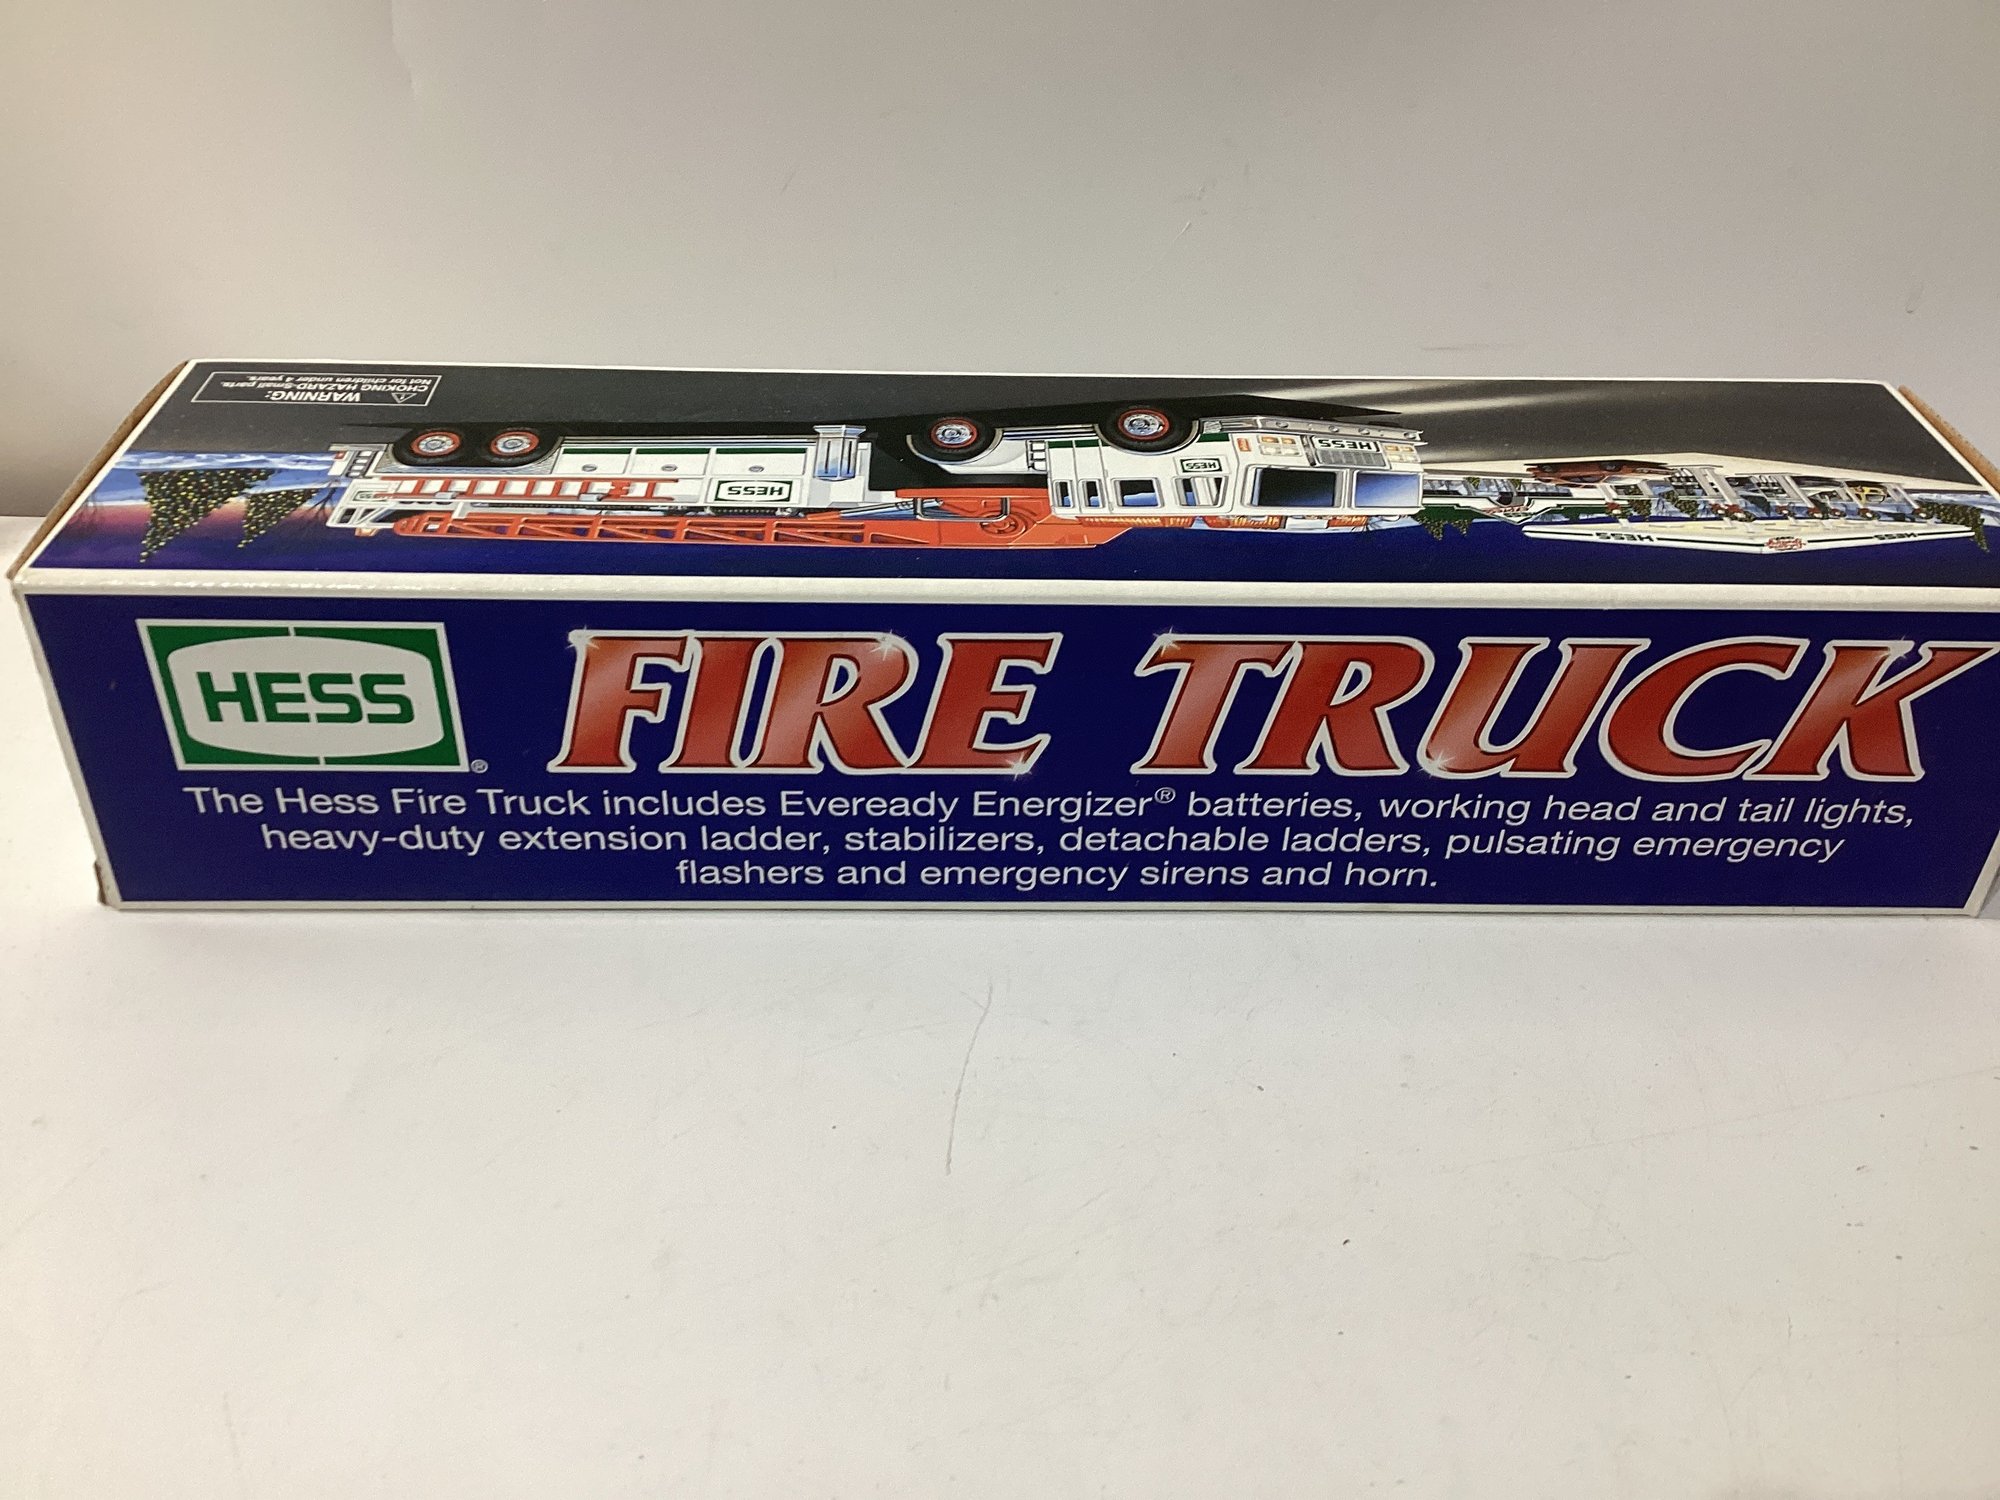 WARNING:
CHOKING HAZARD-Small parts.
Not for children under 4 years.
HESS
HESS
HESS
HESS
HESS
HESS ® FIRE TRUCK
The Hess Fire Truck includes Eveready Energizer® batteries, working head and tail lights,
heavy-duty extension ladder, stabilizers, detachable ladders, pulsating emergency
flashers and emergency sirens and horn.